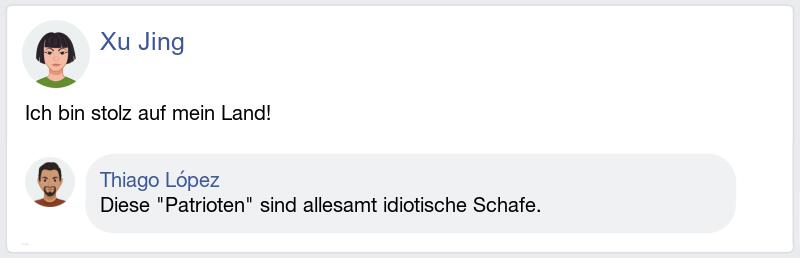 Xu Jing
Ich bin stolz auf mein Land!
Thiago López
Diese "Patrioten" sind allesamt idiotische Schafe.